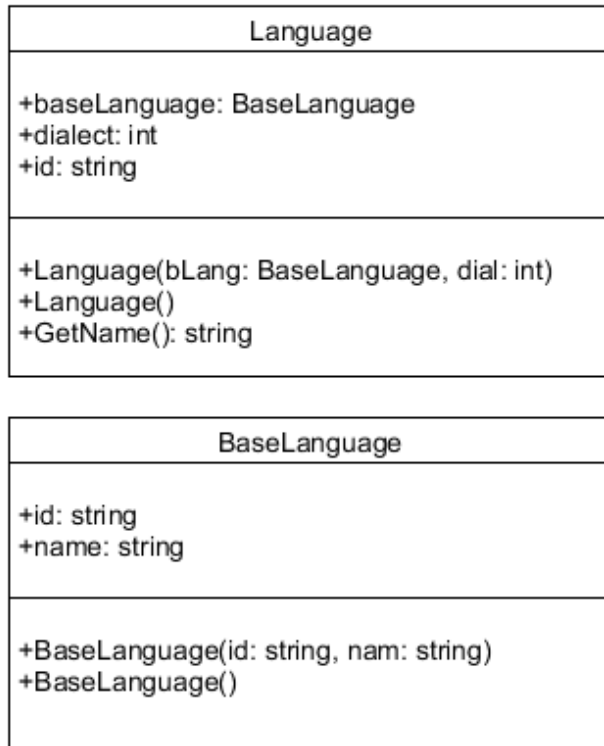 Language
+baseLanguage: BaseLanguage
+dialect: int
+id: string
+Language(bLang: BaseLanguage, dial: int)
+Language()
+GetName(): string
BaseLanguage
+id: string
+name: string
+BaseLanguage(id: string, nam: string)
+BaseLanguage()